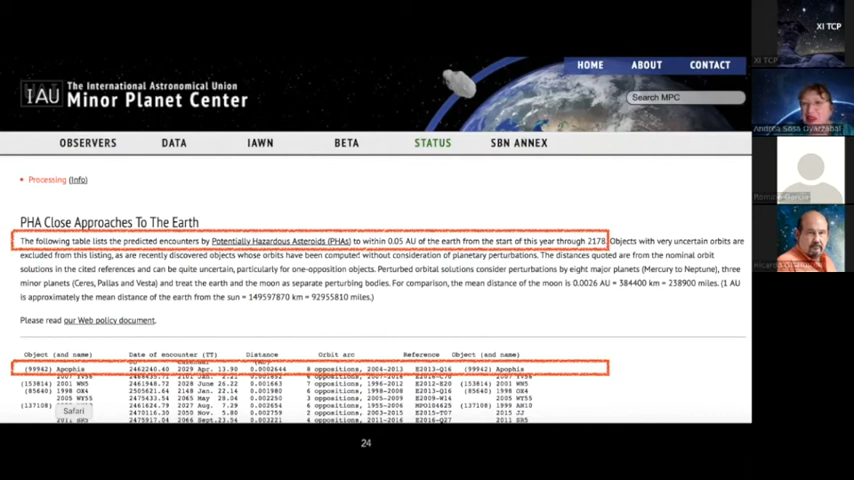 HOME ABOUT CONTACT
XI TCP
XI TCP
IAU
The International Astronomical Union
Minor Planet Center
Search MPC
OBSERVERS DATA IAWN BETA STATUS SBN ANNEX
Andrea Sosa Oyarzabal
• Processing (Info)
PHA Close Approaches To The Earth
The following table lists the predicted encounters by Potentially Hazardous Asteroids (PHAs) to within 0.05 AU of the earth from the start of this year through 2178. Objects with very uncertain orbits are
excluded from this listing, as are recently discovered objects whose orbits have been computed without consideration of planetary perturbations. The distances quoted are from the nominal orbit
solutions in the cited references and can be quite uncertain, particularly for one-opposition objects. Perturbed orbital solutions consider perturbations by eight major planets (Mercury to Neptune), three
minor planets (Ceres, Pallas and Vesta) and treat the earth and the moon as separate perturbing bodies. For comparison, the mean distance of the moon is 0.0026 AU = 384400 km = 238900 miles. (1 AU
is approximately the mean distance of the earth from the sun = 149597870 km = 92955810 miles.)
Please read our Web policy document.
Object (and name) Date of encounter (TT) Distance Orbit arc Reference Object (and name)
(99942) Apophis 2462240.40 2029 Apr. 13.90 0.0002644 8 oppositions, 2004-2013 E2013-Q16 (99942) Apophis
(153814) 2001 WN5 2461948.72 2028 June 26.22 0.001663 7 oppositions, 1996-2012 E2012-E20 (153814) 2001 WN5
(85640) 1998 OX4 2505621.64 2148 Jan. 22.14 0.001980 6 oppositions, 1998-2013 (85640) 1998 OX4
2005 WY55 2475433.54 2065 May 28.04 0.002250 3 oppositions, 2005-2009 E2009-W14 2005 WY55
(137108) 2461624.79 2027 Aug. 7.29 0.002654 6 oppositions, 1955-2006 MPO104625 (137108) 1999 AN10
2470116.30 2050 Nov. 5.80 0.002759 2 oppositions, 2003-2015 E2015-T07 2015 JJ
2475917.04 2066 Sept.23.54 0.003221 4 oppositions, 2011-2016 E2016-Q27
Safari
24